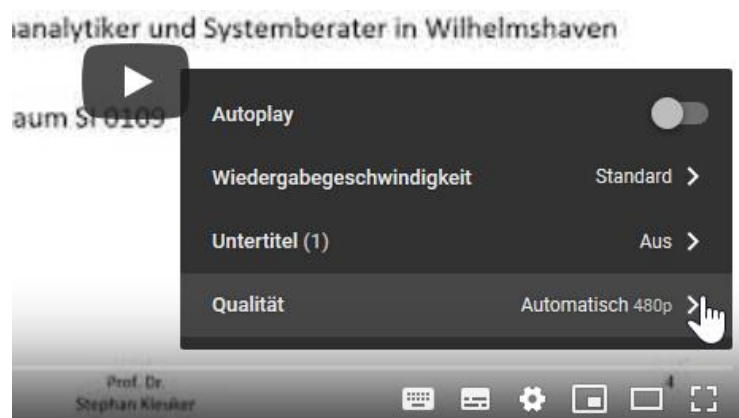 analytiker und Systemberater in Wilhelmshaven
aum SI 0109
Autoplay
Wiedergabegeschwindigkeit Standard
Untertitel (1) Aus
Qualität Automatisch 480p
Prof. Dr. 4
Stephan Kleuker